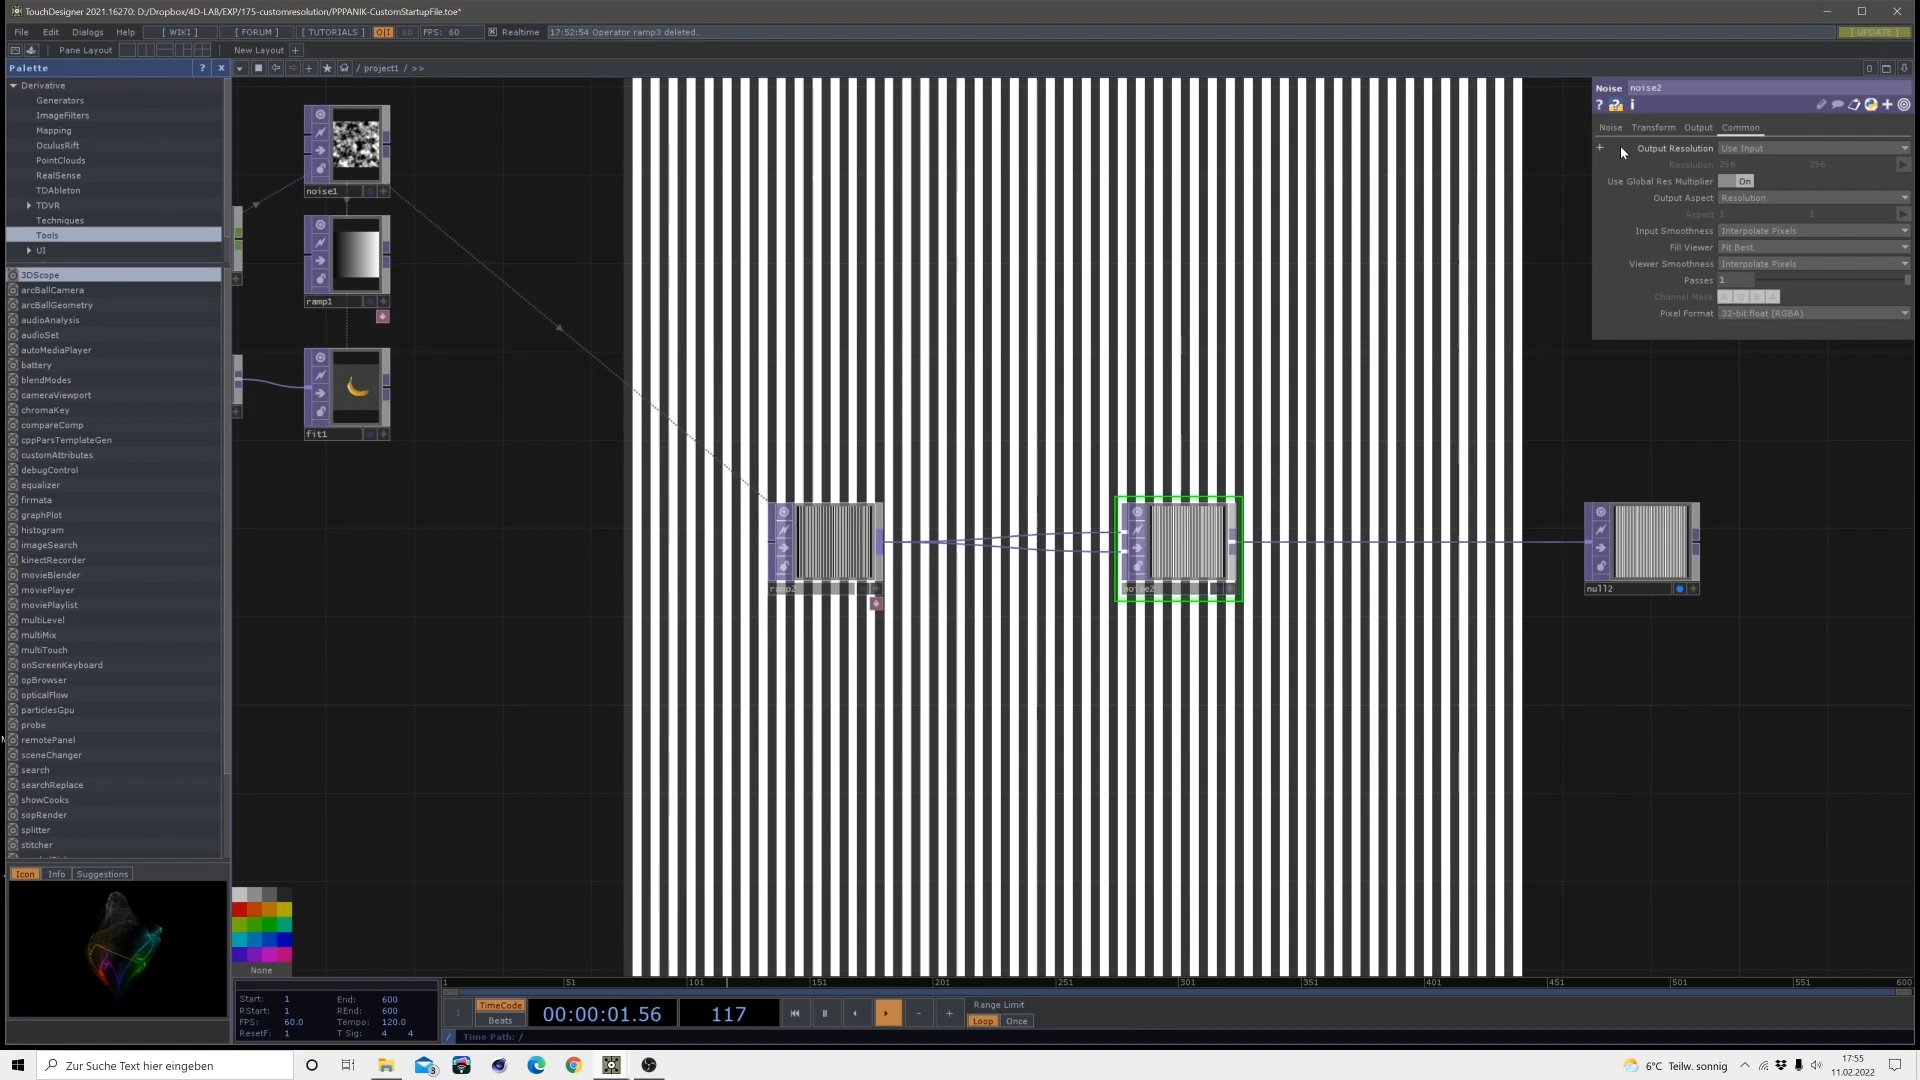 TouchDesigner 2021.16270: D:/Dropbox/4D-LAB/EXP/175-customresolution/PPPANIK-CustomStartupFile.toe*
File Edit Dialogs Help [ WIKI ] [ FORUM ] [ TUTORIALS ] O|I 60 FPS: 60 Realtime 17:52:54 Operator ramp3 deleted. [ UPDATE ]
Pane Layout New Layout +
Palette ? x / project1 / >> 0
Derivative
Generators
ImageFilters
Mapping
OculusRift
PointClouds
RealSense
TDAbleton
TDVR
Techniques
Tools
UI
3DScope
arcBallCamera
arcBallGeometry
audioAnalysis
audioSet
autoMediaPlayer
battery
blendModes
cameraViewport
chromaKey
compareComp
cppParsTemplateGen
customAttributes
debugControl
equalizer
firmata
graphPlot
histogram
imageSearch
kinectRecorder
movieBlender
moviePlayer
moviePlaylist
multiLevel
multiMix
multiTouch
onScreenKeyboard
opBrowser
opticalFlow
particlesGpu
probe
remotePanel
sceneChanger
search
searchReplace
showCooks
sopRender
splitter
stitcher
Icon Info Suggestions
noise1
ramp1
fit1
ramp2
noise2
null2
Noise noise2
? ? i
Noise Transform Output Common
+ Output Resolution Use Input
Resolution 256 256
Use Global Res Multiplier On
Output Aspect Resolution
Aspect 1 1
Input Smoothness Interpolate Pixels
Fill Viewer Fit Best
Viewer Smoothness Interpolate Pixels
Passes 1
Channel Mask R G B A
Pixel Format 32-bit float (RGBA)
None
1 51 101 151 201 251 301 351 401 451 501 551 600
Start: 1 End: 600
RStart: 1 REnd: 600
FPS: 60.0 Tempo: 120.0
ResetF: 1 T Sig: 4 4
TimeCode
Beats
00:00:01.56 117
Range Limit
Loop Once
/ Time Path: /
Zur Suche Text hier eingeben
3
6°C Teilw. sonnig
17:55
11.02.2022